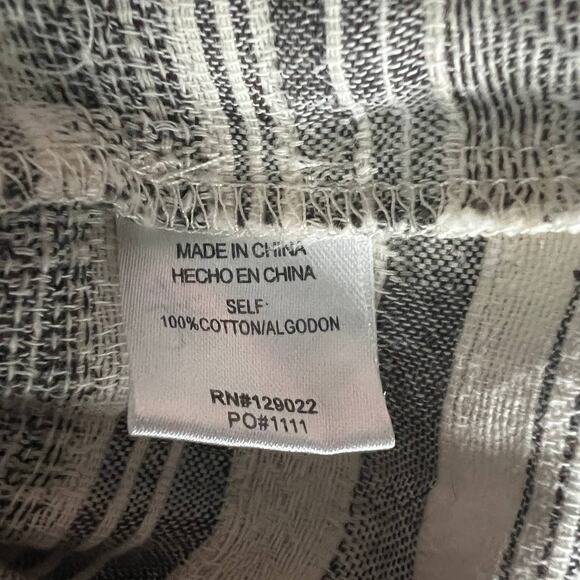 MADE IN CHINA
HECHO EN CHINA
SELF:
100%COTTON/ALGODON
RN#129022
PO#1111